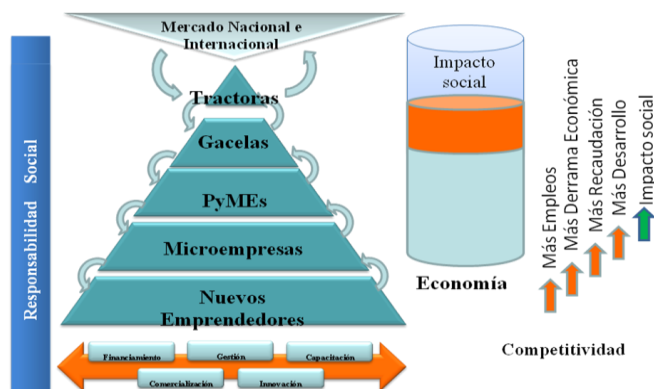 Mercado Nacional e
Internacional
Responsabilidad Social
Tractoras
Gacelas
PyMEs
Microempresas
Nuevos
Emprendedores
Financiamiento
Gestión
Capacitación
Comercialización
Innovación
Impacto
social
Economía
Más Empleos
Más Derrama Económica
Más Recaudación
Más Desarrollo
Impacto social
Competitividad